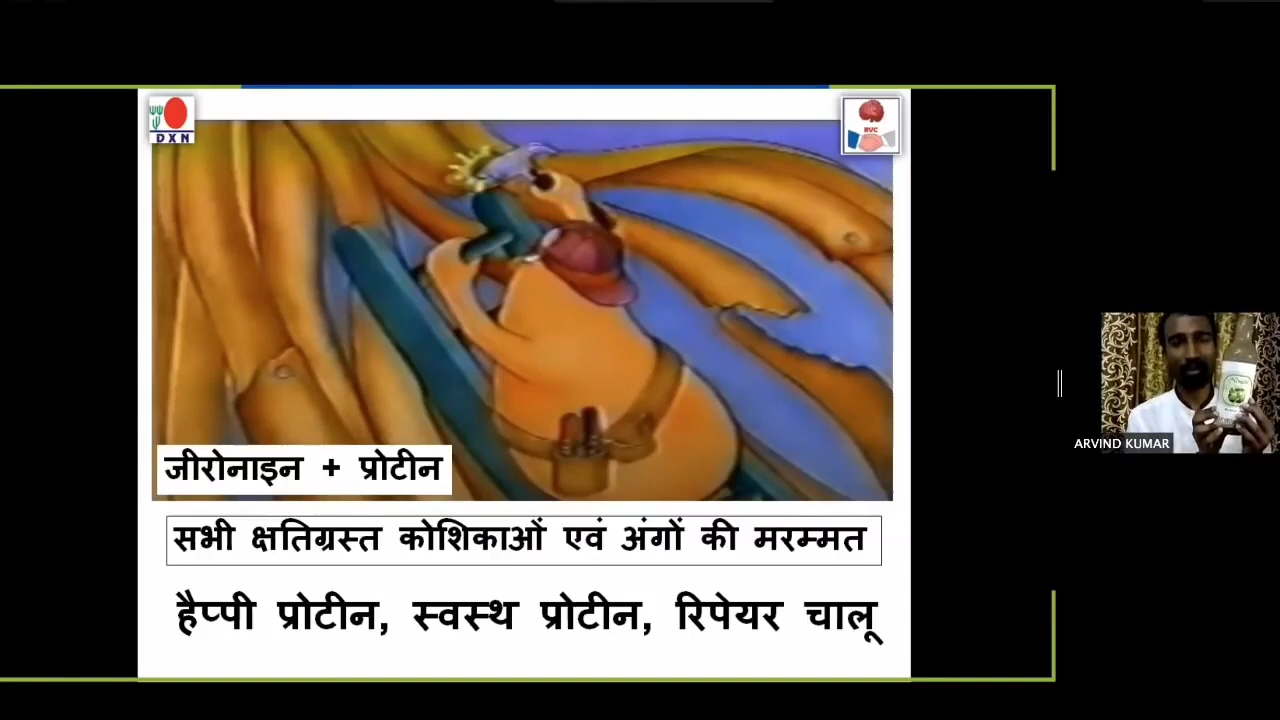 DXN
RVC
जीरोनाइन + प्रोटीन
सभी क्षतिग्रस्त कोशिकाओं एवं अंगों की मरम्मत
हैप्पी प्रोटीन, स्वस्थ प्रोटीन, रिपेयर चालू
ARVIND KUMAR